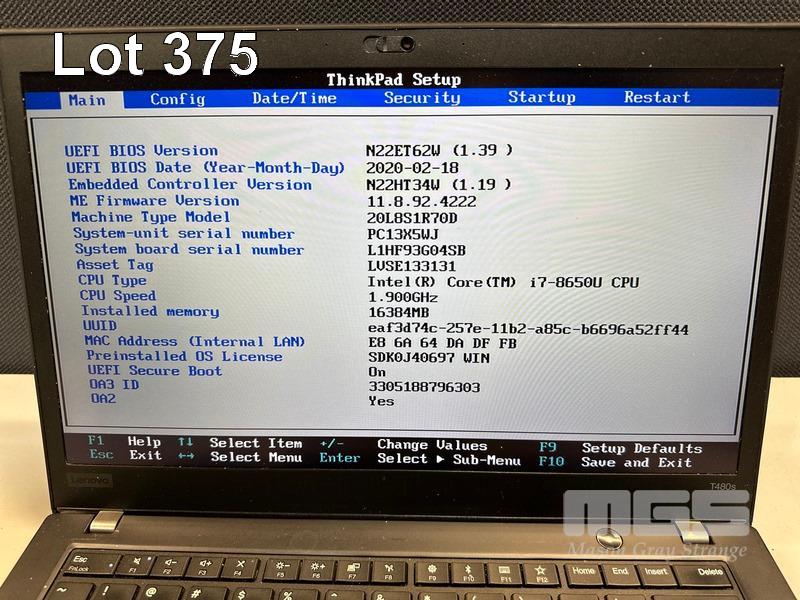 Lot 375
ThinkPad Setup
Main Config Date/Time Security Startup Restart
UEFI BIOS Version N22ET62W (1.39 )
UEFI BIOS Date (Year-Month-Day) 2020-02-18
Embedded Controller Version N22HT34W (1.19 )
ME Firmware Version 11.8.92.4222
Machine Type Model 20L8S1R70D
System-unit serial number PC13X5WJ
System board serial number L1HF93G04SB
Asset Tag LVSE133131
CPU Type Intel(R) Core(TM) i7-8650U CPU
CPU Speed 1.900GHz
Installed memory 16384MB
UUID eaf3d74c-257e-11b2-a85c-b6696a52ff44
MAC Address (Internal LAN) E8 6A 64 DA DF FB
Preinstalled OS License SDK0J40697 WIN
UEFI Secure Boot On
OA3 ID 3305188796303
OA2 Yes
F1 Help ↑↓ Select Item +/- Change Values F9 Setup Defaults
Esc Exit ←→ Select Menu Enter Select ▶ Sub-Menu F10 Save and Exit
Lenovo T480s
MGS
Mason Gray Strange
Esc F1 F2 F3 F4 F5 F6 F7 F8 F9 F10 F11 F12 Home End Insert Delete
FnLock
~ ! @ # $ % & * ( ) +